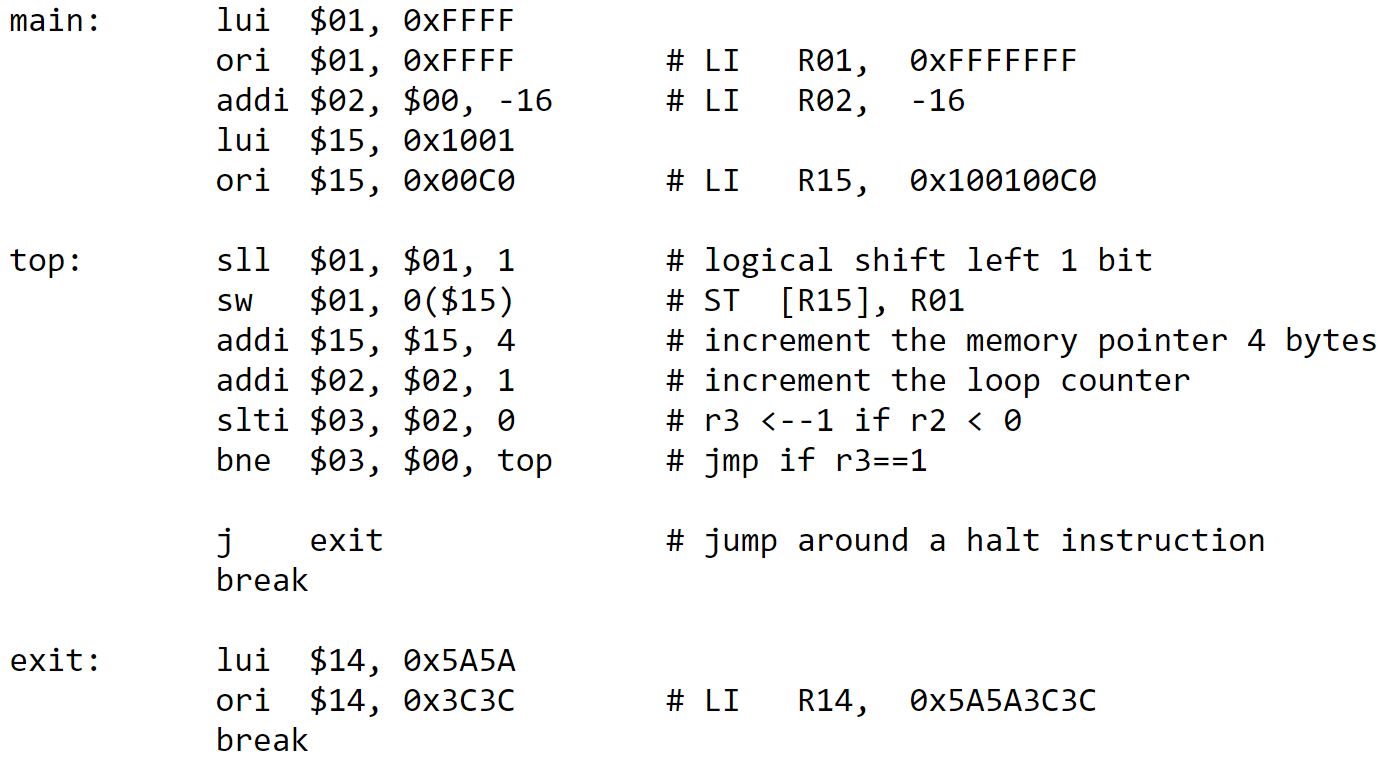 main: lui $01, 0xFFFF
ori $01, 0xFFFF # LI R01, 0xFFFFFFF
addi $02, $00, -16 # LI R02, -16
lui $15, 0x1001
ori $15, 0x00C0 # LI R15, 0x100100C0
top: sll $01, $01, 1 # logical shift left 1 bit
sw $01, 0($15) # ST [R15], R01
addi $15, $15, 4 # increment the memory pointer 4 bytes
addi $02, $02, 1 # increment the loop counter
slti $03, $02, 0 # r3 <--1 if r2 < 0
bne $03, $00, top # jmp if r3==1
j exit # jump around a halt instruction
break
exit: lui $14, 0x5A5A
ori $14, 0x3C3C # LI R14, 0x5A5A3C3C
break